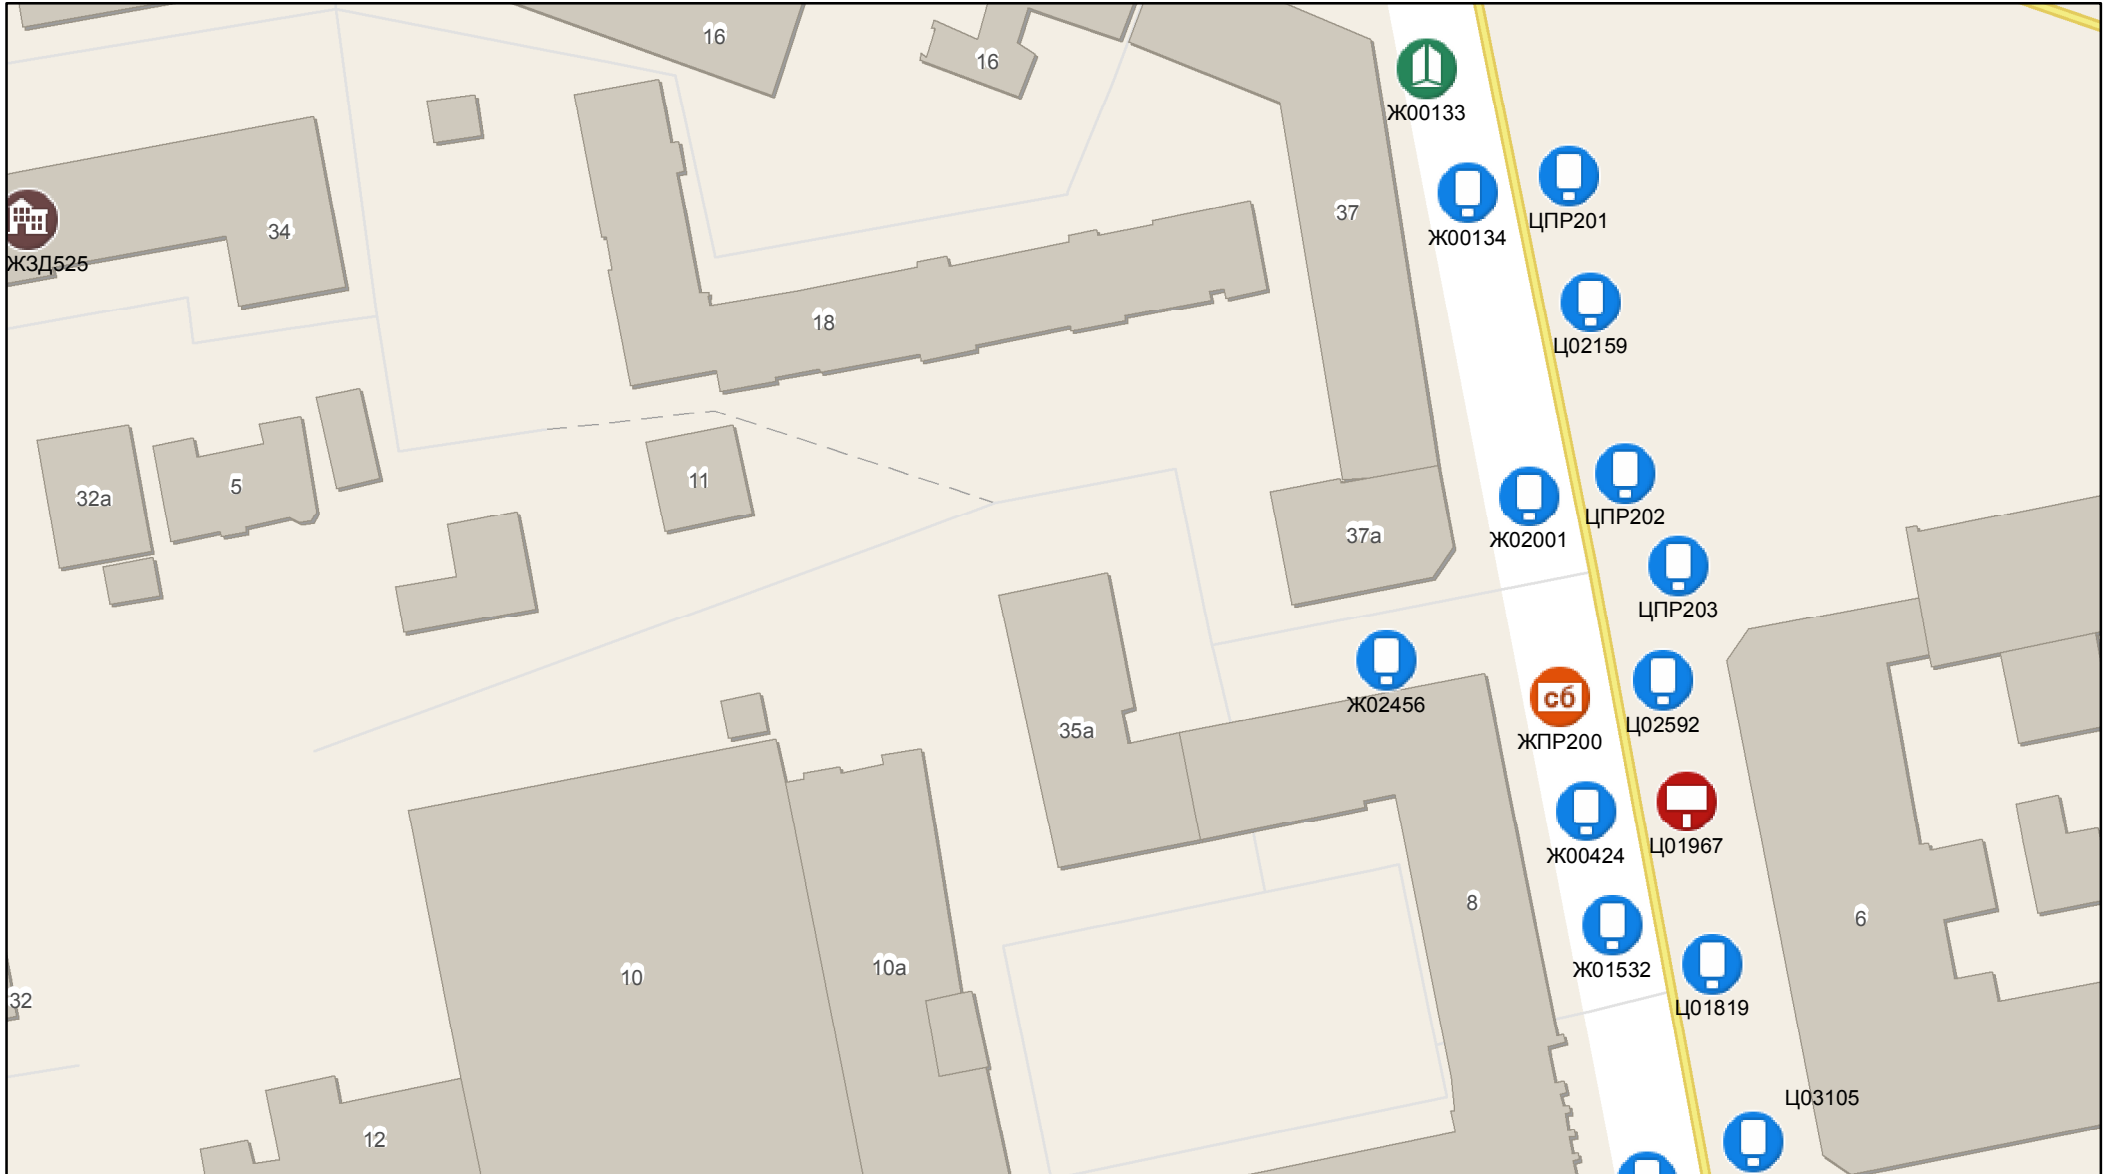 16
16
Ж00133
37
ЦПР201
34
Ж00134
ЖЗД525
18
Ц02159
11
5
32а
ЦПР202
37а
Ж02001
ЦПР203
Ж02456
сб
Ц02592
35а
ЖПР200
Ц01967
Ж00424
8
6
10а
10
Ж01532
32
Ц01819
Ц03105
12